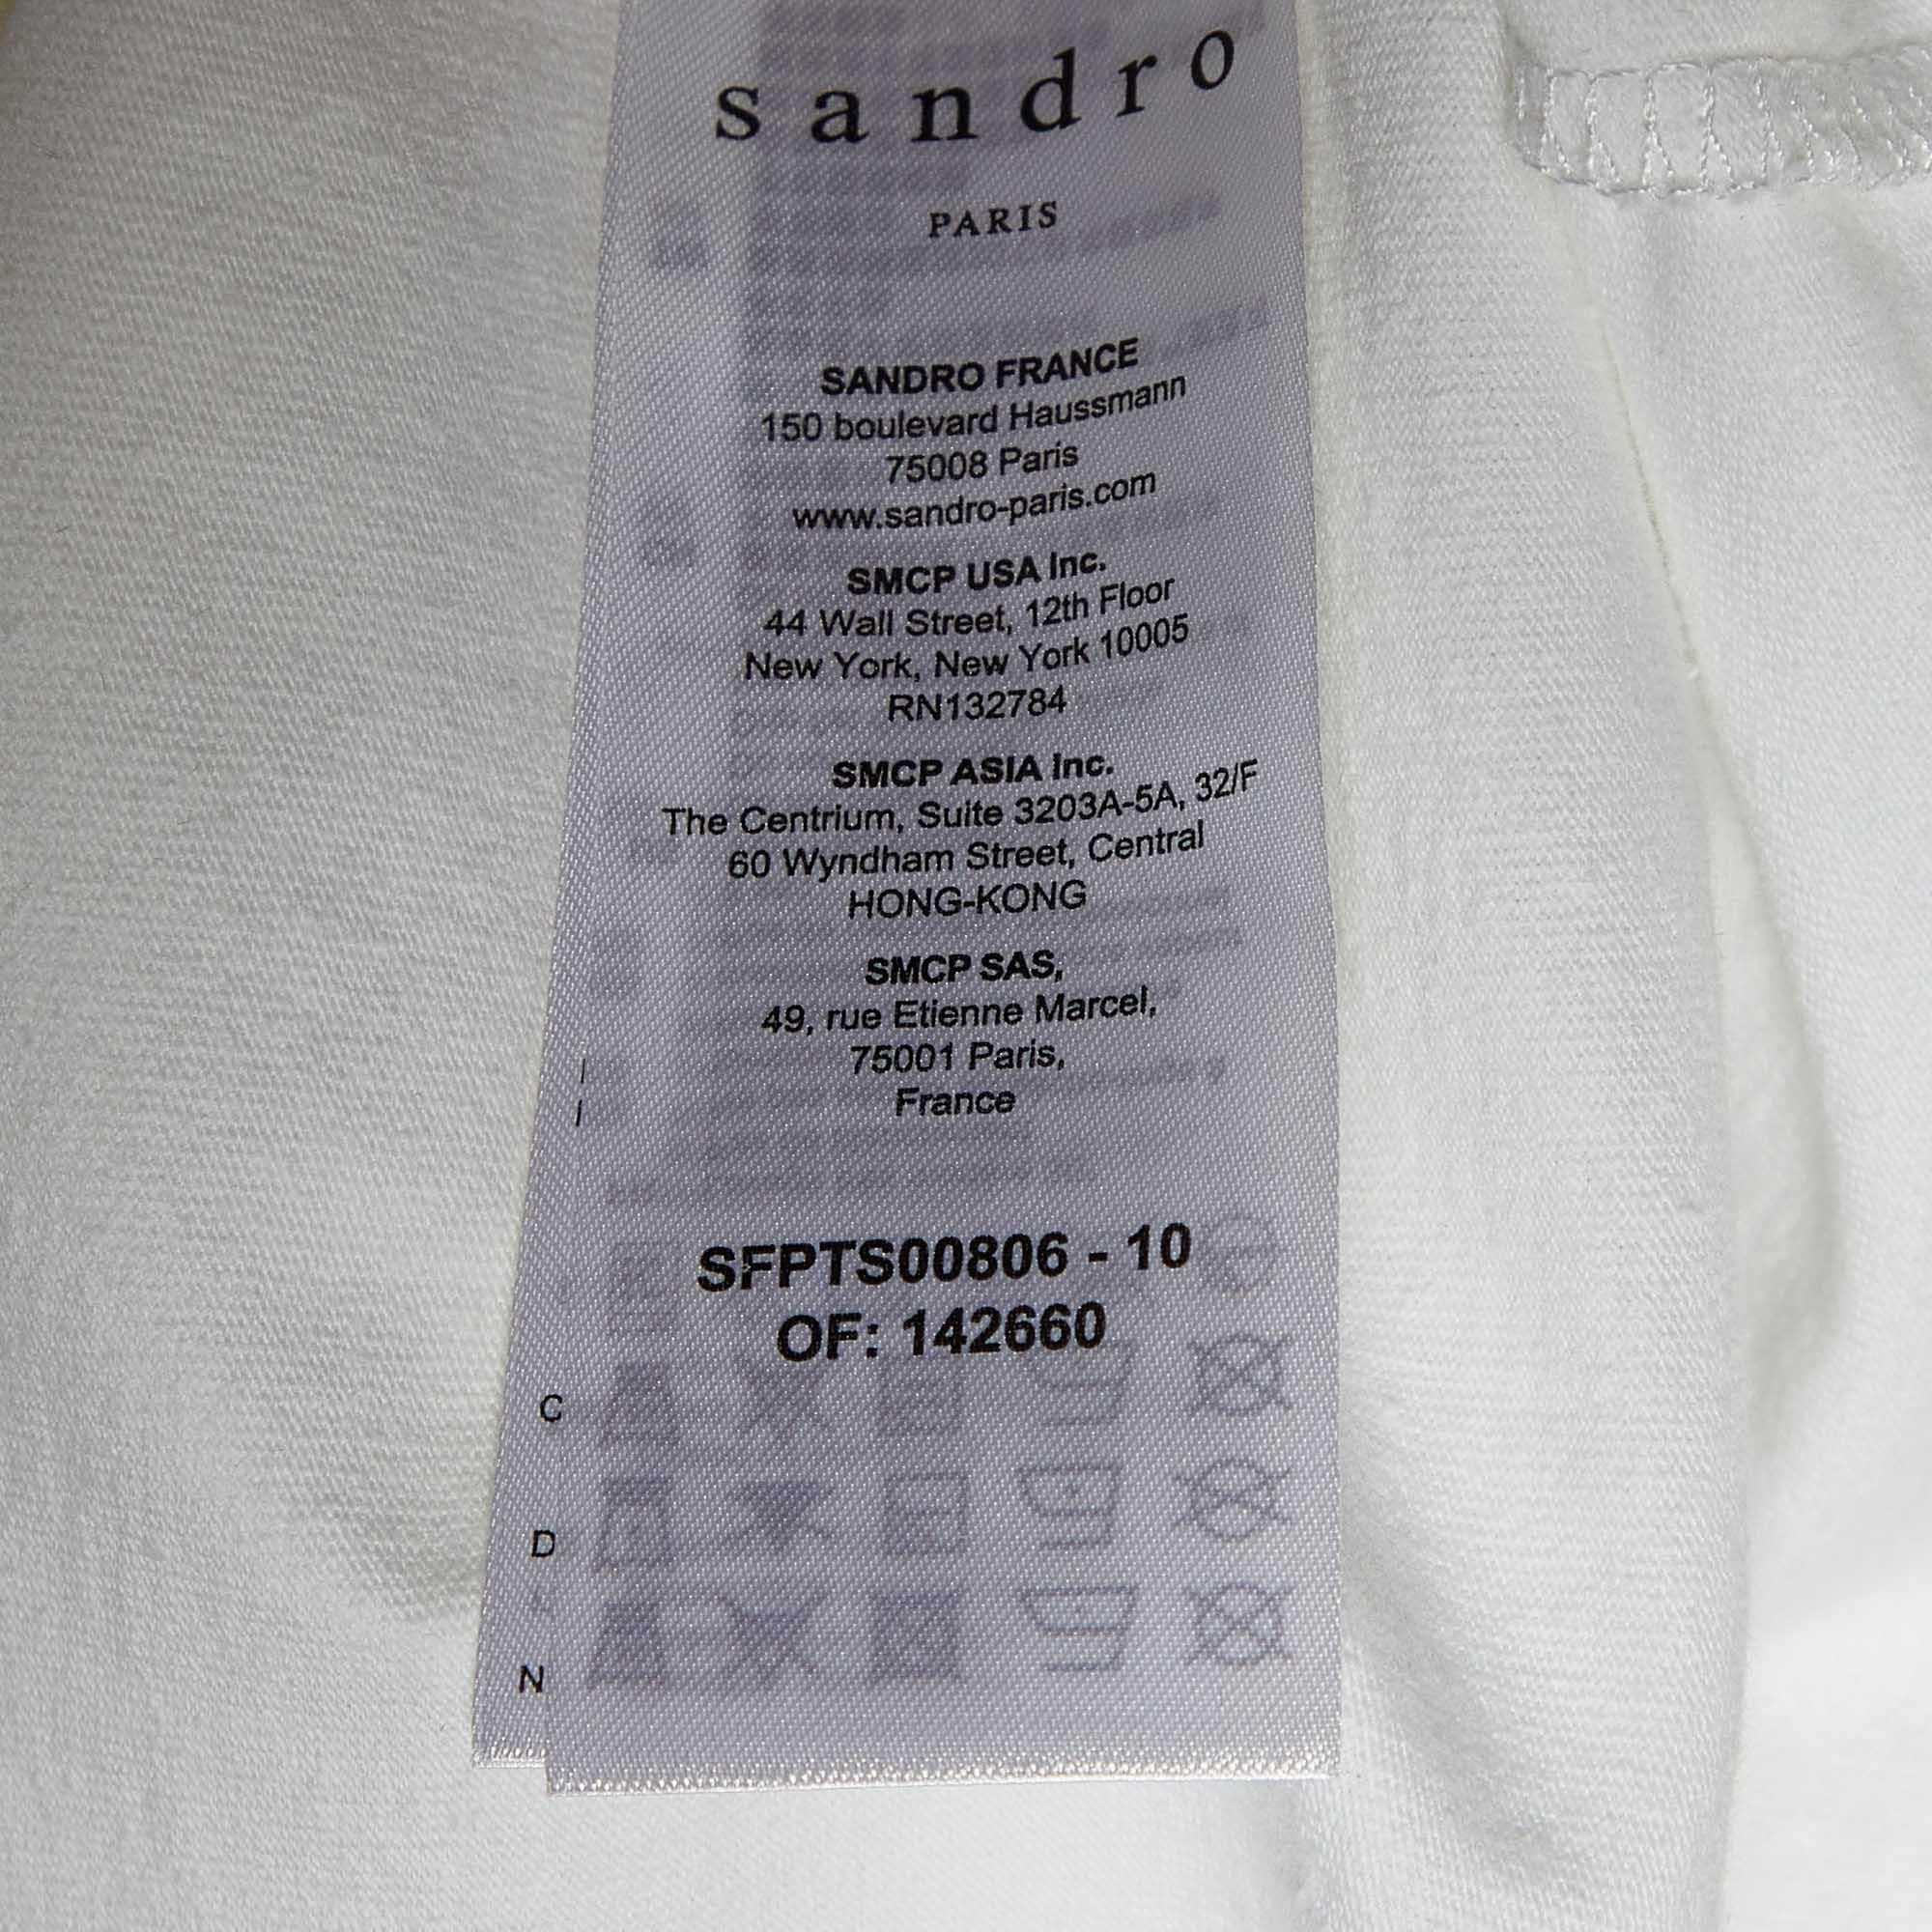 sandro
PARIS
SANDRO FRANCE
150 boulevard Haussmann
75008 Paris
www.sandro-paris.com
SMCP USA Inc.
44 Wall Street, 12th Floor
New York, New York 10005
RN132784
SMCP ASIA Inc.
The Centrium, Suite 3203A-5A, 32/F
60 Wyndham Street, Central
HONG-KONG
SMCP SAS,
49, rue Etienne Marcel,
75001 Paris,
France
SFPTS00806 - 10
OF: 142660
C
D
N